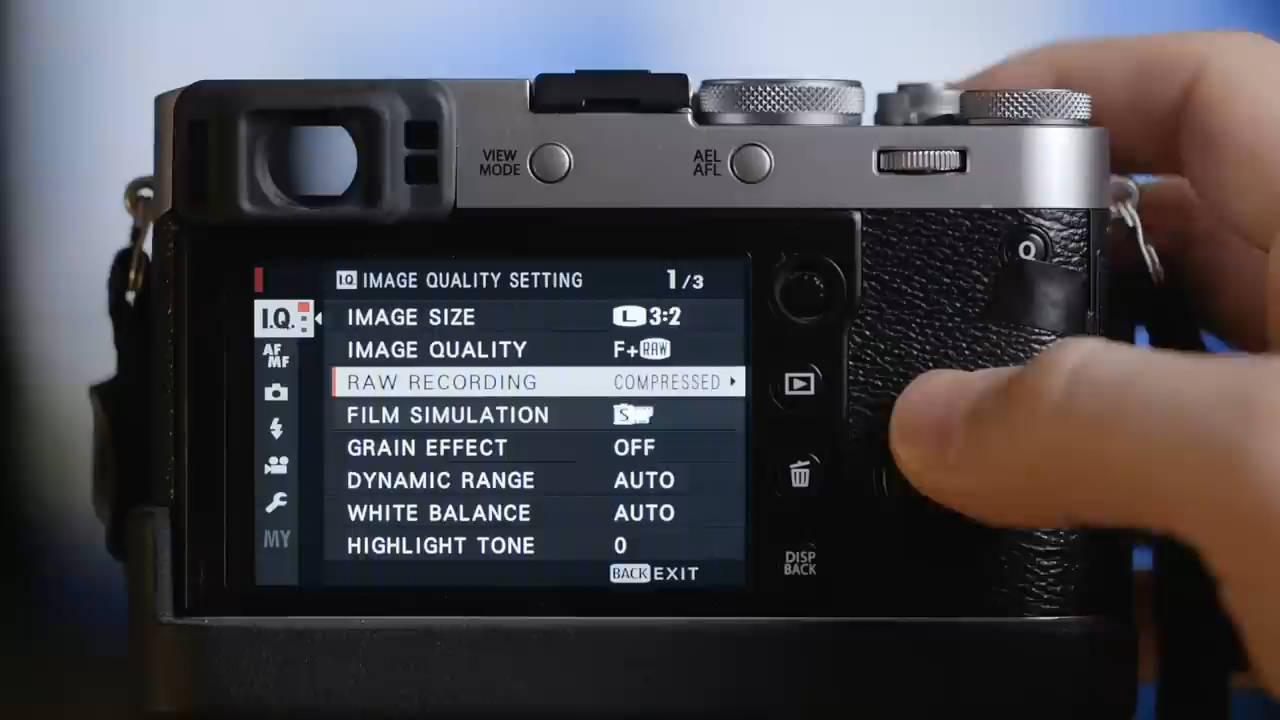 VIEW
MODE
AEL
AFL
Q
I.Q. IMAGE QUALITY SETTING 1/3
I.Q.
IMAGE SIZE L 3:2
IMAGE QUALITY F+RAW
AF
MF
RAW RECORDING COMPRESSED
FILM SIMULATION S
GRAIN EFFECT OFF
DYNAMIC RANGE AUTO
WHITE BALANCE AUTO
MY
HIGHLIGHT TONE 0
BACK EXIT
DISP
BACK